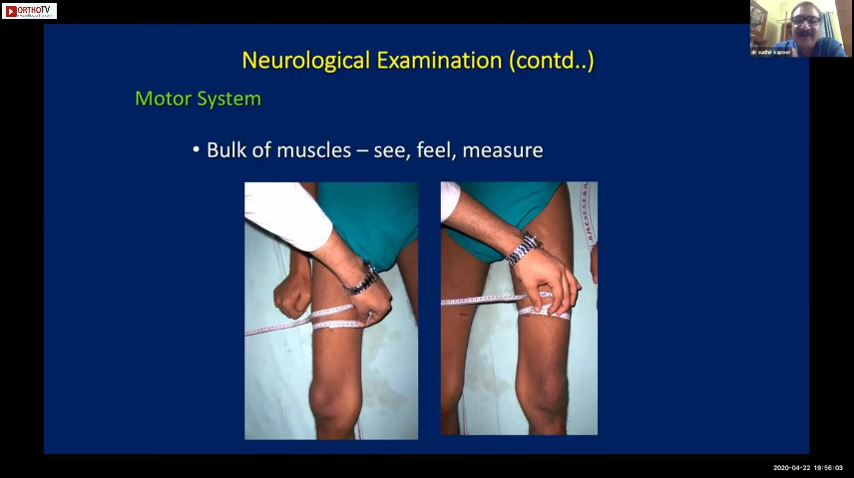 ORTHOTV
Neurological Examination (contd..)
dr sudhir kapoor
Motor System
• Bulk of muscles – see, feel, measure
2020-04-22 19:56:03